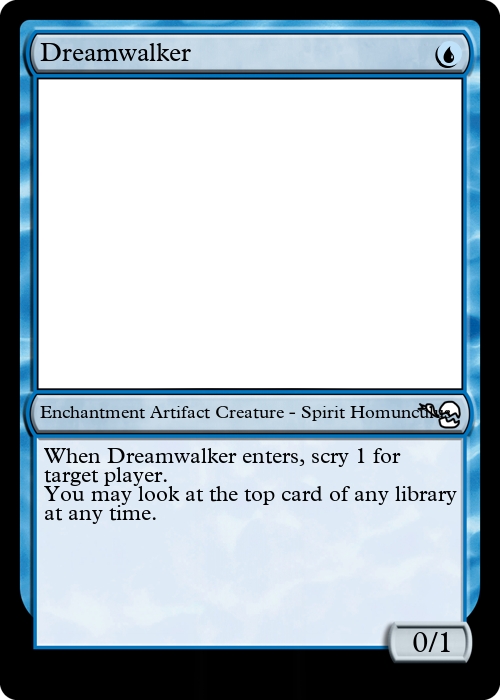 Dreamwalker
Enchantment Artifact Creature - Spirit
When Dreamwalker enters, scry 1 for
target player.
You may look at the top card of any library
at any time.
0/1